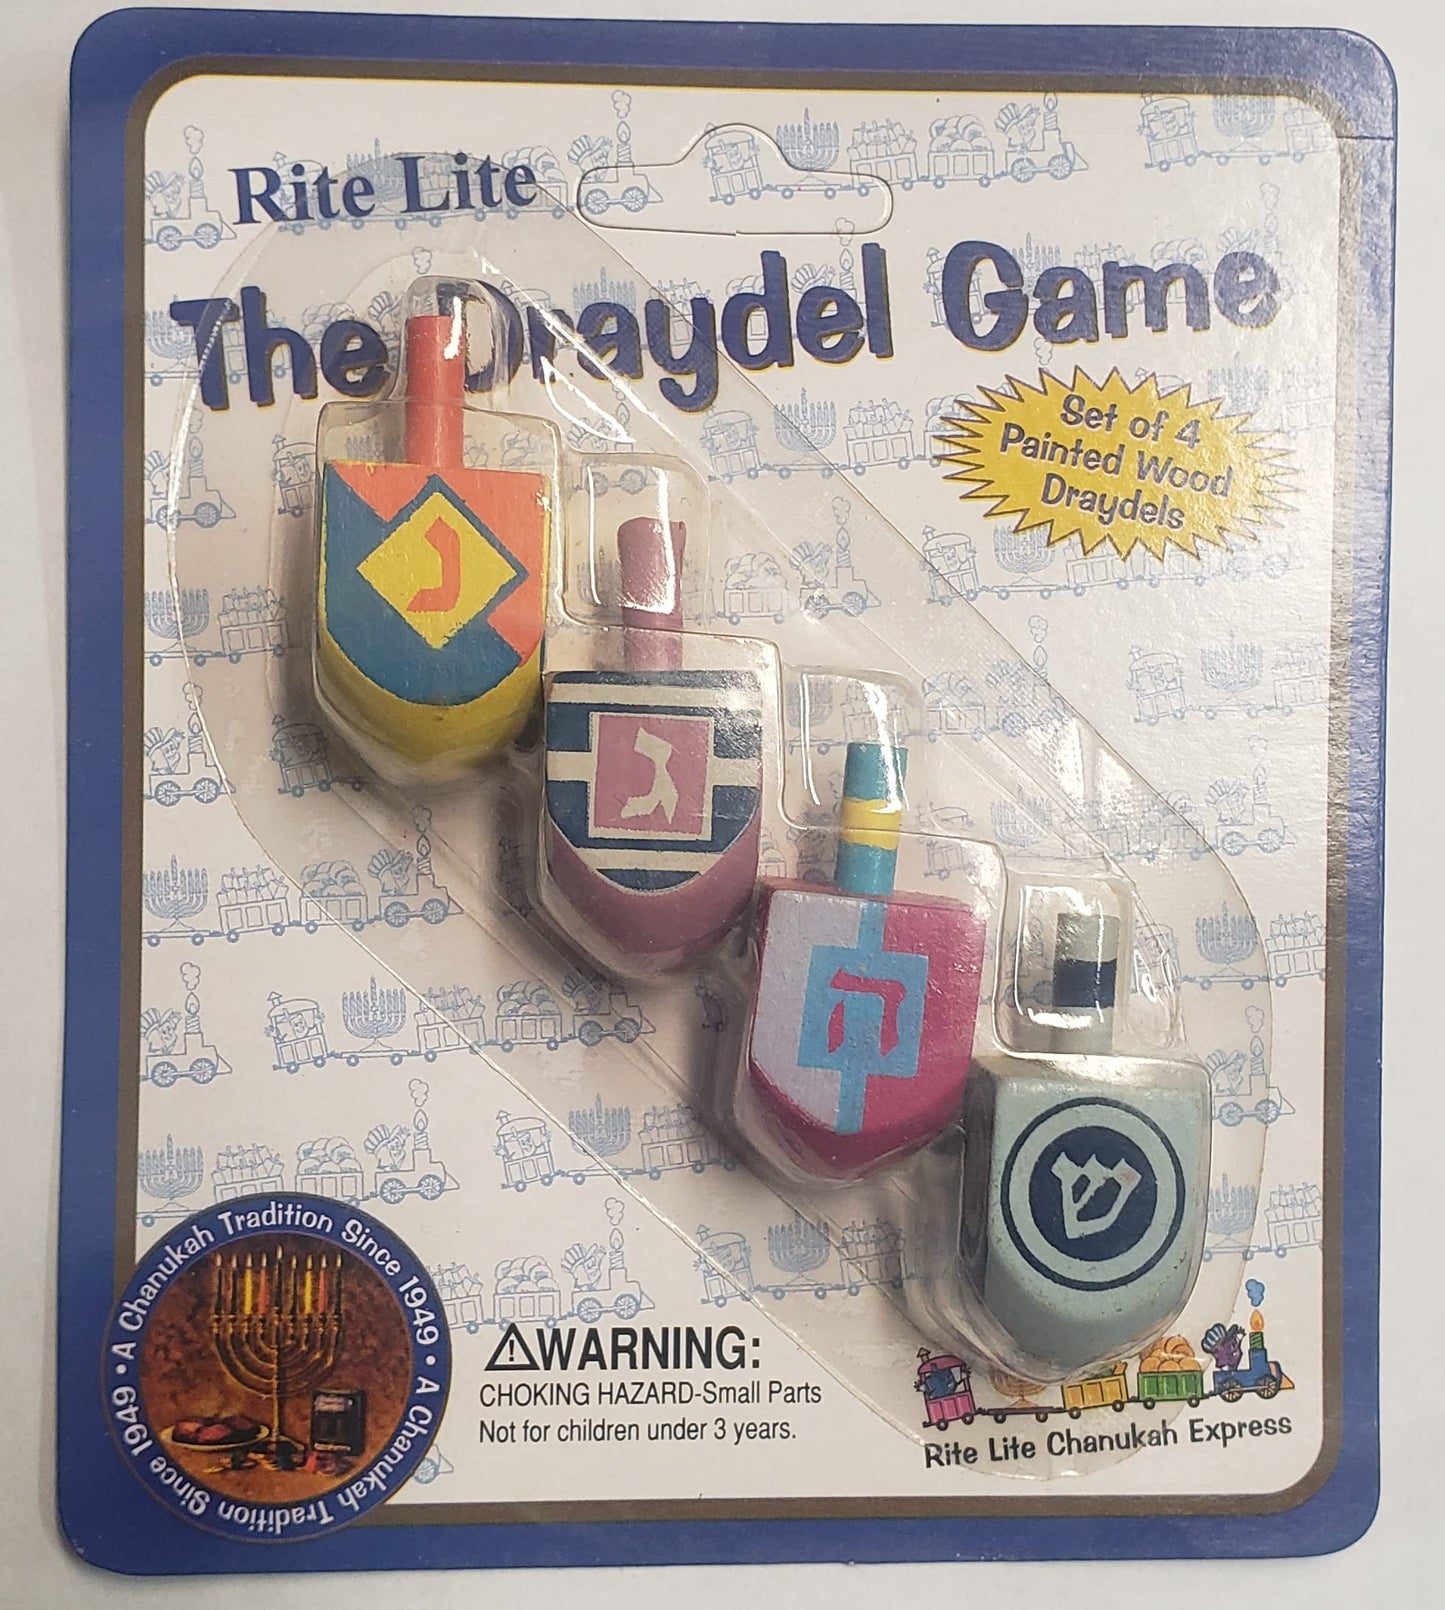 Rite Lite
The Draydel Game
Set of 4
Painted Wood
Draydels
נ
ג
ה
ש
• A Chanukah Tradition Since 1949 • A Chanukah Tradition Since 1949
⚠WARNING:
CHOKING HAZARD-Small Parts
Not for children under 3 years.
Rite Lite Chanukah Express